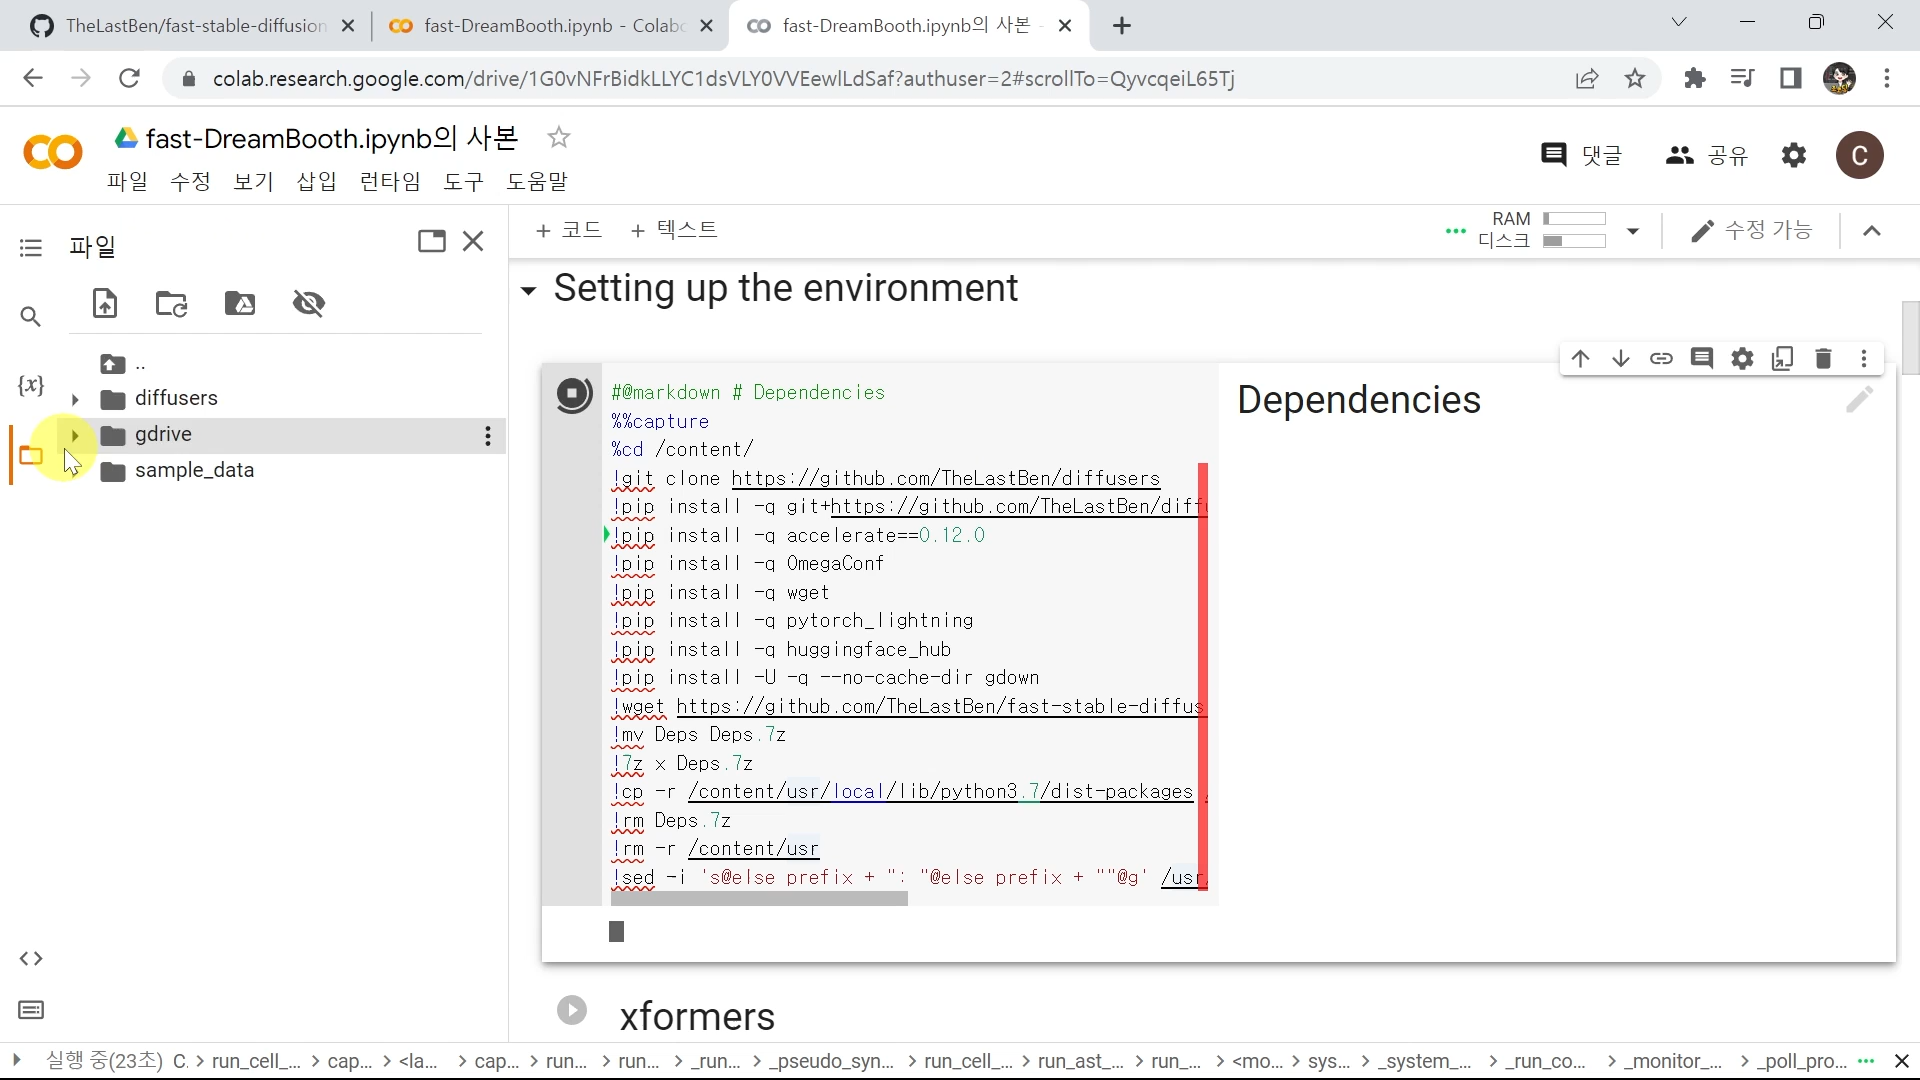 TheLastBen/fast-stable-diffusion
fast-DreamBooth.ipynb - Colabo
fast-DreamBooth.ipynb의 사본 -
colab.research.google.com/drive/1G0vNFrBidkLLYC1dsVLY0VVEewlLdSaf?authuser=2#scrollTo=QyvcqeiL65Tj
fast-DreamBooth.ipynb의 사본
파일 수정 보기 삽입 런타임 도구 도움말
댓글 공유 C
파일
+ 코드 + 텍스트
RAM
디스크
수정 가능
..
diffusers
gdrive
sample_data
{x}
Setting up the environment
#@markdown # Dependencies
%%capture
%cd /content/
!git clone https://github.com/TheLastBen/diffusers
!pip install -q git+https://github.com/TheLastBen/diff
!pip install -q accelerate==0.12.0
!pip install -q OmegaConf
!pip install -q wget
!pip install -q pytorch_lightning
!pip install -q huggingface_hub
!pip install -U -q --no-cache-dir gdown
!wget https://github.com/TheLastBen/fast-stable-diffus
!mv Deps Deps.7z
!7z x Deps.7z
!cp -r /content/usr/local/lib/python3.7/dist-packages /
!rm Deps.7z
!rm -r /content/usr
!sed -i 's@else prefix + ": "@else prefix + ""@g' /usr/
Dependencies
xformers
실행 중(23초) C. > run_cell_... > cap... > <la... > cap... > run... > run... > _run... > _pseudo_syn... > run_cell_... > run_ast_... > run_... > <mo... > sys... > _system_... > _run_co... > _monitor_... > _poll_pro...